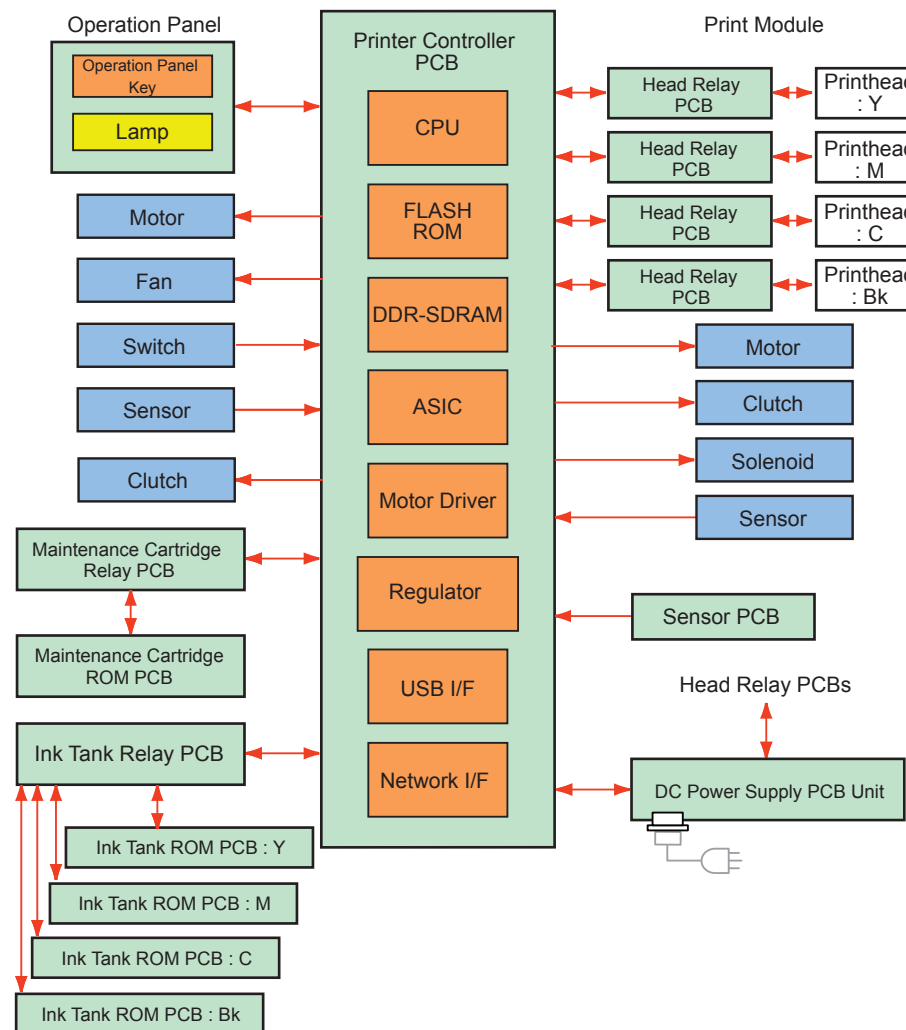 Operation Panel
Operation Panel
Key
Lamp
Motor
Fan
Switch
Sensor
Clutch
Maintenance Cartridge
Relay PCB
Maintenance Cartridge
ROM PCB
Ink Tank Relay PCB
Ink Tank ROM PCB : Y
Ink Tank ROM PCB : M
Ink Tank ROM PCB : C
Ink Tank ROM PCB : Bk
Printer Controller
PCB
CPU
FLASH
ROM
DDR-SDRAM
ASIC
Motor Driver
Regulator
USB I/F
Network I/F
Print Module
Head Relay
PCB
Printhead
: Y
Head Relay
PCB
Printhead
: M
Head Relay
PCB
Printhead
: C
Head Relay
PCB
Printhead
: Bk
Motor
Clutch
Solenoid
Sensor
Sensor PCB
Head Relay PCBs
DC Power Supply PCB Unit